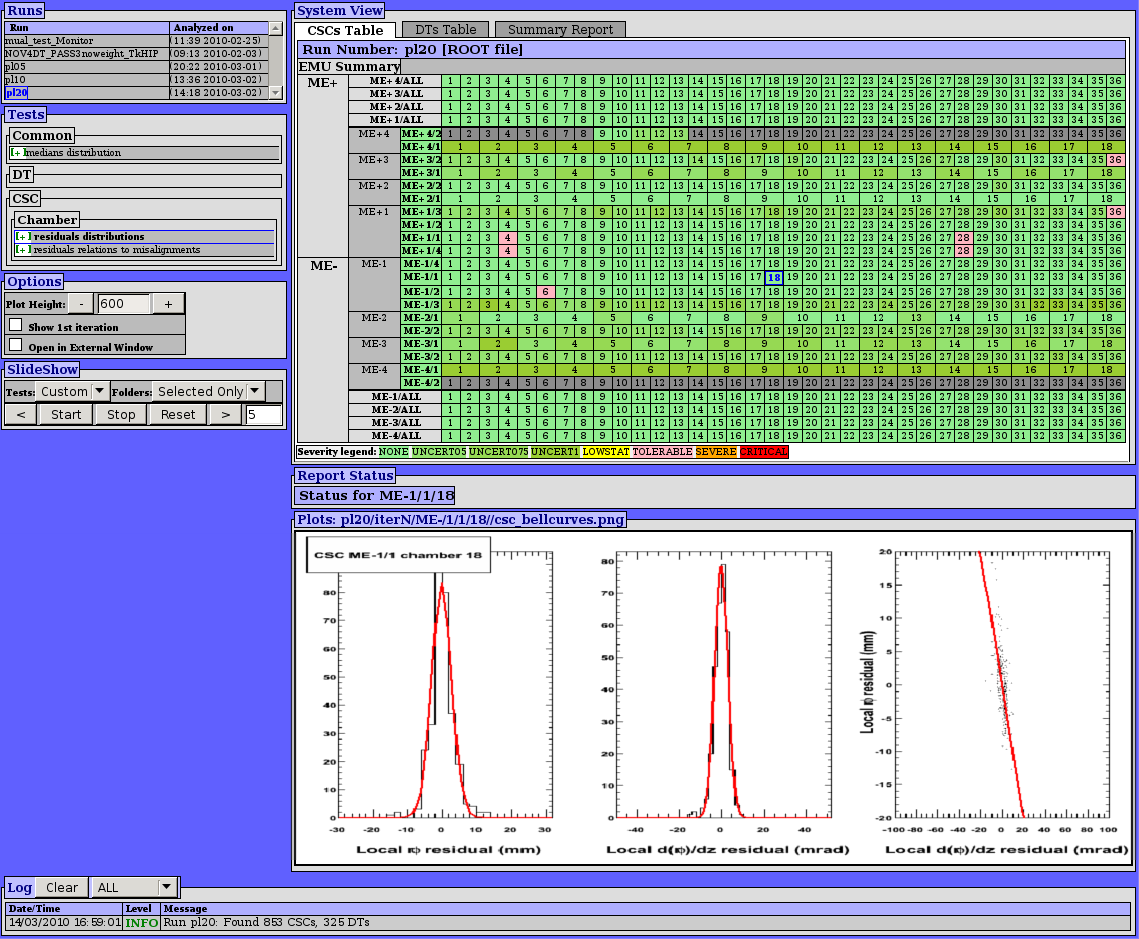 Runs
Run Analyzed on
mual_test_Monitor (11:39 2010-02-25)
NOV4DT_PASS3noweight_TkHIP (09:13 2010-02-03)
pl05 (20:22 2010-03-01)
pl10 (13:36 2010-03-02)
pl20 (14:18 2010-03-02)
Tests
Common
[+] medians distribution
DT
CSC
Chamber
[+] residuals distributions
[+] residuals relations to misalignments
Options
Plot Height: - 600 +
Show 1st iteration
Open in External Window
SlideShow
Tests: Custom Folders: Selected Only
< Start Stop Reset > 5
System View
CSCs Table DTs Table Summary Report
Run Number: pl20 [ROOT file]
EMU Summary
ME+ ME+4/ALL 1 2 3 4 5 6 7 8 9 10 11 12 13 14 15 16 17 18 19 20 21 22 23 24 25 26 27 28 29 30 31 32 33 34 35 36
ME+3/ALL 1 2 3 4 5 6 7 8 9 10 11 12 13 14 15 16 17 18 19 20 21 22 23 24 25 26 27 28 29 30 31 32 33 34 35 36
ME+2/ALL 1 2 3 4 5 6 7 8 9 10 11 12 13 14 15 16 17 18 19 20 21 22 23 24 25 26 27 28 29 30 31 32 33 34 35 36
ME+1/ALL 1 2 3 4 5 6 7 8 9 10 11 12 13 14 15 16 17 18 19 20 21 22 23 24 25 26 27 28 29 30 31 32 33 34 35 36
ME+4 ME+4/2 1 2 3 4 5 6 7 8 9 10 11 12 13 14 15 16 17 18 19 20 21 22 23 24 25 26 27 28 29 30 31 32 33 34 35 36
ME+4/1 1 2 3 4 5 6 7 8 9 10 11 12 13 14 15 16 17 18
ME+3 ME+3/2 1 2 3 4 5 6 7 8 9 10 11 12 13 14 15 16 17 18 19 20 21 22 23 24 25 26 27 28 29 30 31 32 33 34 35 36
ME+3/1 1 2 3 4 5 6 7 8 9 10 11 12 13 14 15 16 17 18
ME+2 ME+2/2 1 2 3 4 5 6 7 8 9 10 11 12 13 14 15 16 17 18 19 20 21 22 23 24 25 26 27 28 29 30 31 32 33 34 35 36
ME+2/1 1 2 3 4 5 6 7 8 9 10 11 12 13 14 15 16 17 18
ME+1 ME+1/3 1 2 3 4 5 6 7 8 9 10 11 12 13 14 15 16 17 18 19 20 21 22 23 24 25 26 27 28 29 30 31 32 33 34 35 36
ME+1/2 1 2 3 4 5 6 7 8 9 10 11 12 13 14 15 16 17 18 19 20 21 22 23 24 25 26 27 28 29 30 31 32 33 34 35 36
ME+1/1 1 2 3 4 5 6 7 8 9 10 11 12 13 14 15 16 17 18 19 20 21 22 23 24 25 26 27 28 29 30 31 32 33 34 35 36
ME+1/4 1 2 3 4 5 6 7 8 9 10 11 12 13 14 15 16 17 18 19 20 21 22 23 24 25 26 27 28 29 30 31 32 33 34 35 36
ME- ME-1 ME-1/4 1 2 3 4 5 6 7 8 9 10 11 12 13 14 15 16 17 18 19 20 21 22 23 24 25 26 27 28 29 30 31 32 33 34 35 36
ME-1/1 1 2 3 4 5 6 7 8 9 10 11 12 13 14 15 16 17 18 19 20 21 22 23 24 25 26 27 28 29 30 31 32 33 34 35 36
ME-1/2 1 2 3 4 5 6 7 8 9 10 11 12 13 14 15 16 17 18 19 20 21 22 23 24 25 26 27 28 29 30 31 32 33 34 35 36
ME-1/3 1 2 3 4 5 6 7 8 9 10 11 12 13 14 15 16 17 18 19 20 21 22 23 24 25 26 27 28 29 30 31 32 33 34 35 36
ME-2 ME-2/1 1 2 3 4 5 6 7 8 9 10 11 12 13 14 15 16 17 18
ME-2/2 1 2 3 4 5 6 7 8 9 10 11 12 13 14 15 16 17 18 19 20 21 22 23 24 25 26 27 28 29 30 31 32 33 34 35 36
ME-3 ME-3/1 1 2 3 4 5 6 7 8 9 10 11 12 13 14 15 16 17 18
ME-3/2 1 2 3 4 5 6 7 8 9 10 11 12 13 14 15 16 17 18 19 20 21 22 23 24 25 26 27 28 29 30 31 32 33 34 35 36
ME-4 ME-4/1 1 2 3 4 5 6 7 8 9 10 11 12 13 14 15 16 17 18
ME-4/2 1 2 3 4 5 6 7 8 9 10 11 12 13 14 15 16 17 18 19 20 21 22 23 24 25 26 27 28 29 30 31 32 33 34 35 36
ME-1/ALL 1 2 3 4 5 6 7 8 9 10 11 12 13 14 15 16 17 18 19 20 21 22 23 24 25 26 27 28 29 30 31 32 33 34 35 36
ME-2/ALL 1 2 3 4 5 6 7 8 9 10 11 12 13 14 15 16 17 18 19 20 21 22 23 24 25 26 27 28 29 30 31 32 33 34 35 36
ME-3/ALL 1 2 3 4 5 6 7 8 9 10 11 12 13 14 15 16 17 18 19 20 21 22 23 24 25 26 27 28 29 30 31 32 33 34 35 36
ME-4/ALL 1 2 3 4 5 6 7 8 9 10 11 12 13 14 15 16 17 18 19 20 21 22 23 24 25 26 27 28 29 30 31 32 33 34 35 36
Severity legend: NONE UNCERT05 UNCERT075 UNCERT1 LOWSTAT TOLERABLE SEVERE CRITICAL
Report Status
Status for ME-1/1/18
Plots: pl20/iterN/ME-/1/1/18//csc_bellcurves.png
CSC ME-1/1 chamber 18
80
70
60
50
40
30
20
10
0
-30 -20 -10 0 10 20 30
Local rϕ residual (mm)
80
70
60
50
40
30
20
10
0
-40 -20 0 20 40
Local d(rϕ)/dz residual (mrad)
Local rϕ residual (mm)
20
15
10
5
0
-5
-10
-15
-20
-100 -80 -60 -40 -20 0 20 40 60 80 100
Local d(rϕ)/dz residual (mrad)
Log Clear ALL
Date/Time Level Message
14/03/2010 16:59:01 INFO Run pl20: Found 853 CSCs, 325 DTs